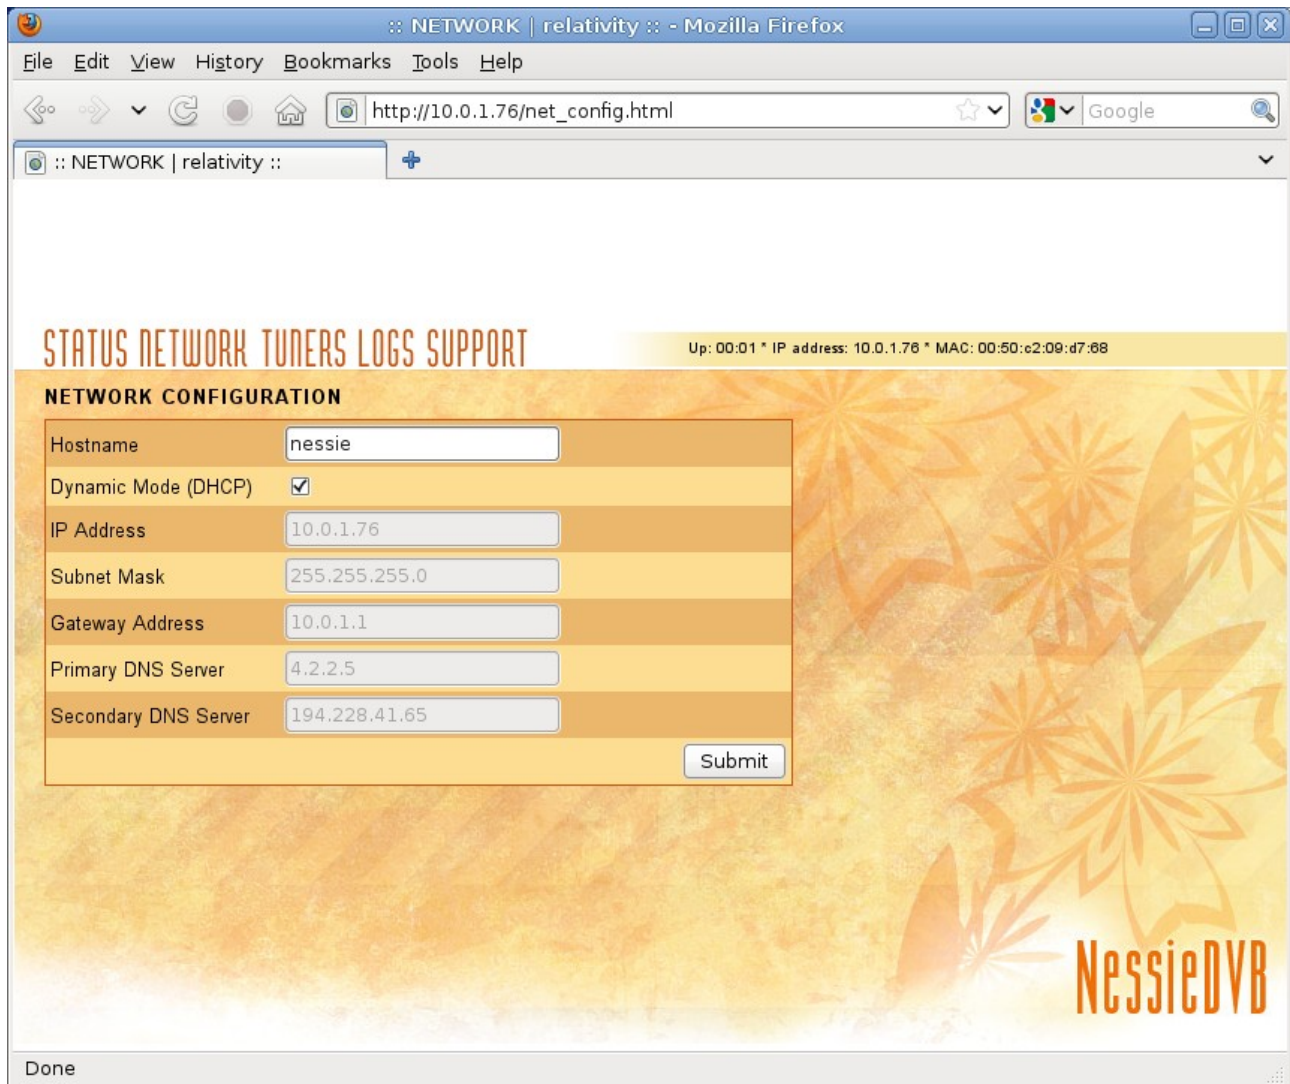 :: NETWORK | relativity :: - Mozilla Firefox
File Edit View History Bookmarks Tools Help
http://10.0.1.76/net_config.html Google
:: NETWORK | relativity ::
STATUS NETWORK TUNERS LOGS SUPPORT
Up: 00:01 * IP address: 10.0.1.76 * MAC: 00:50:c2:09:d7:68
NETWORK CONFIGURATION
Hostname nessie
Dynamic Mode (DHCP)
IP Address 10.0.1.76
Subnet Mask 255.255.255.0
Gateway Address 10.0.1.1
Primary DNS Server 4.2.2.5
Secondary DNS Server 194.228.41.65
Submit
NessieDVB
Done